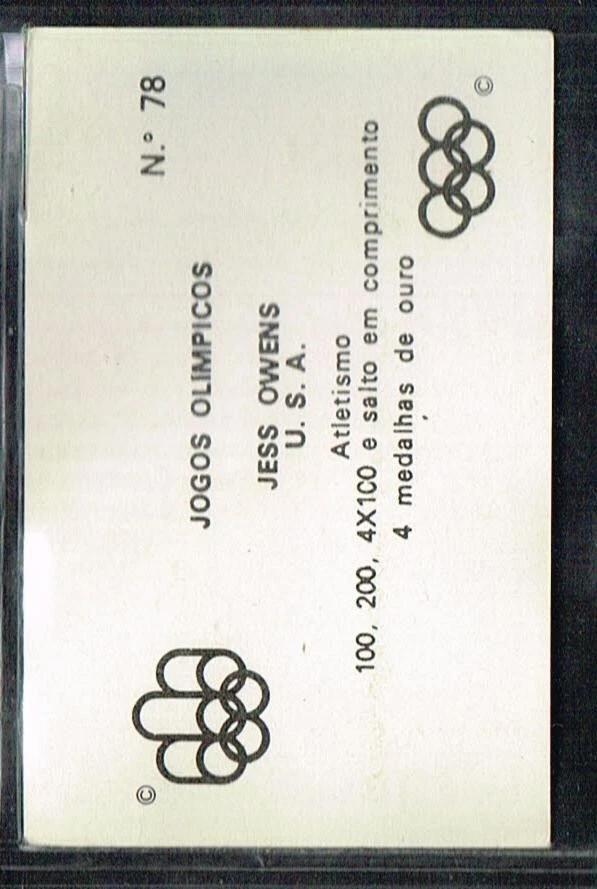 N.º 78
JOGOS OLIMPICOS
JESS OWENS
U. S. A.
Atletismo
100, 200, 4X100 e salto em comprimento
4 medalhas de ouro
©
©